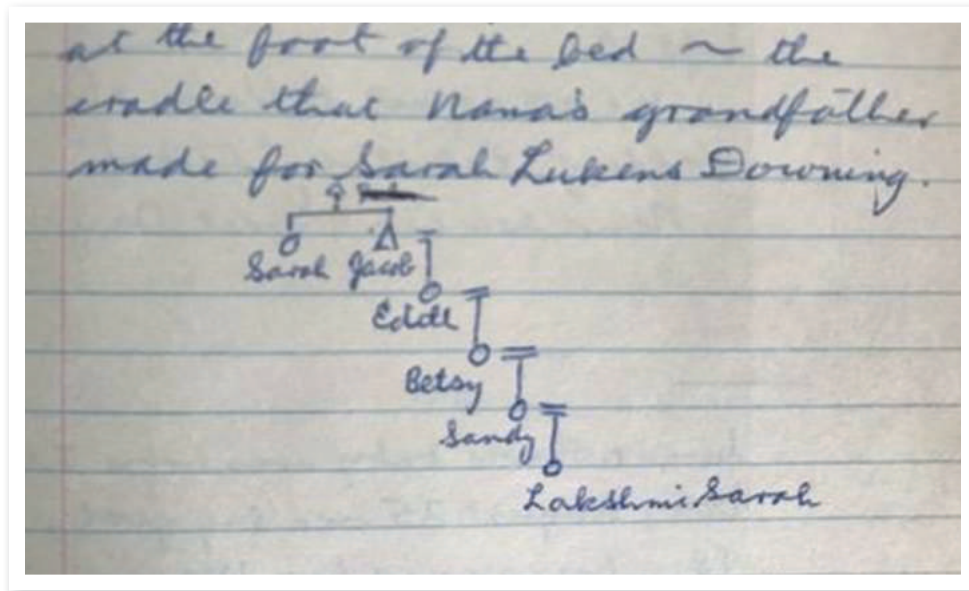 at the foot of the bed ~ the
cradle that Nana's grandfather
made for Sarah Lukens Downing.
Sarah Jacob
Edith
Betsy
Sandy
Lakshmi Sarah